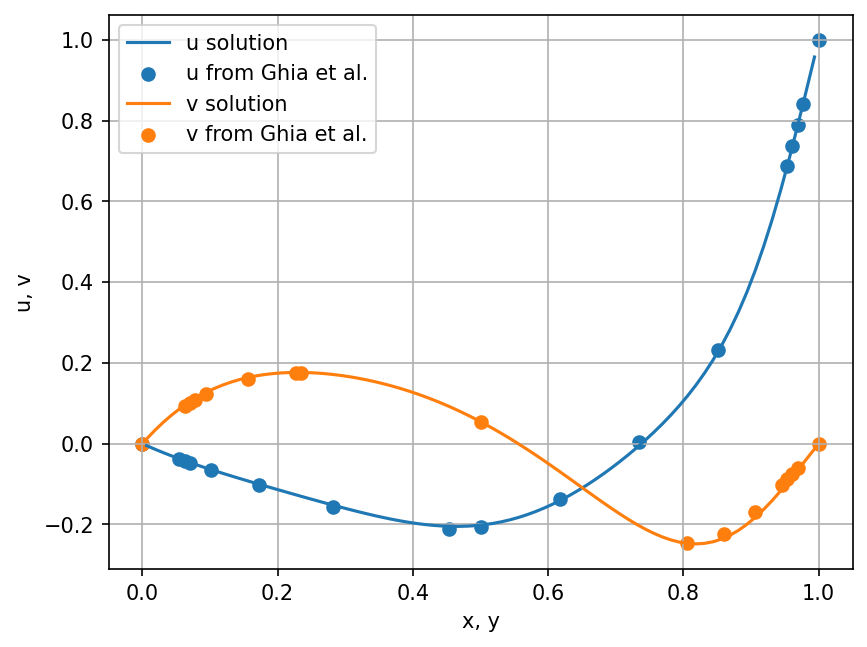 u solution
u from Ghia et al.
v solution
v from Ghia et al.
1.0
0.8
0.6
0.4
0.2
0.0
−0.2
u, v
0.0 0.2 0.4 0.6 0.8 1.0
x, y